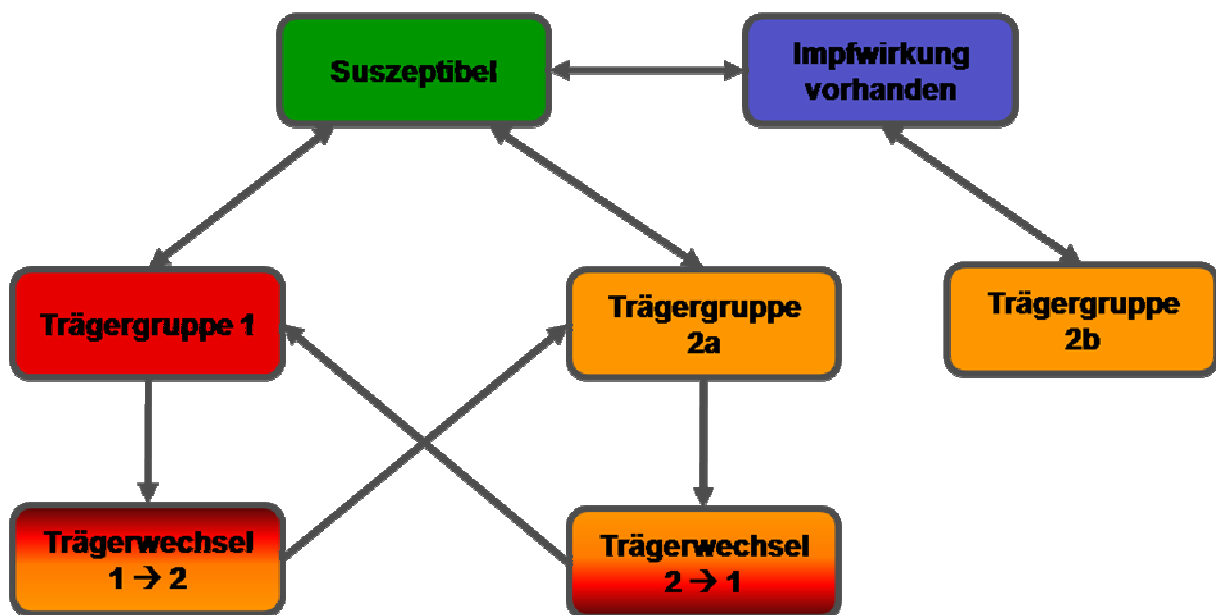 Suszeptibel
Impfwirkung
vorhanden
Trägergruppe 1
Trägergruppe
2a
Trägergruppe
2b
Trägerwechsel
1 → 2
Trägerwechsel
2 → 1